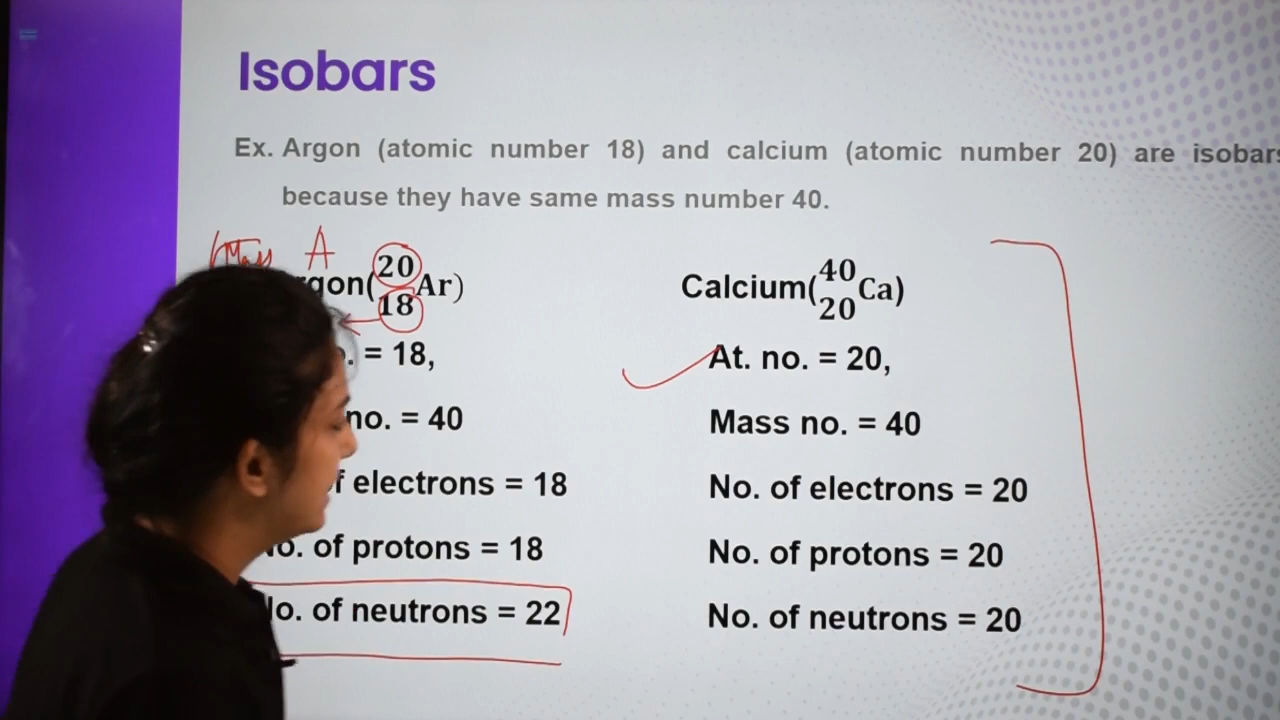 Isobars
Ex. Argon (atomic number 18) and calcium (atomic number 20) are isobars
because they have same mass number 40.
Mass A
gon(20 18 Ar) Calcium(40 20 Ca)
. = 18, At. no. = 20,
no. = 40 Mass no. = 40
f electrons = 18 No. of electrons = 20
o. of protons = 18 No. of protons = 20
o. of neutrons = 22 No. of neutrons = 20